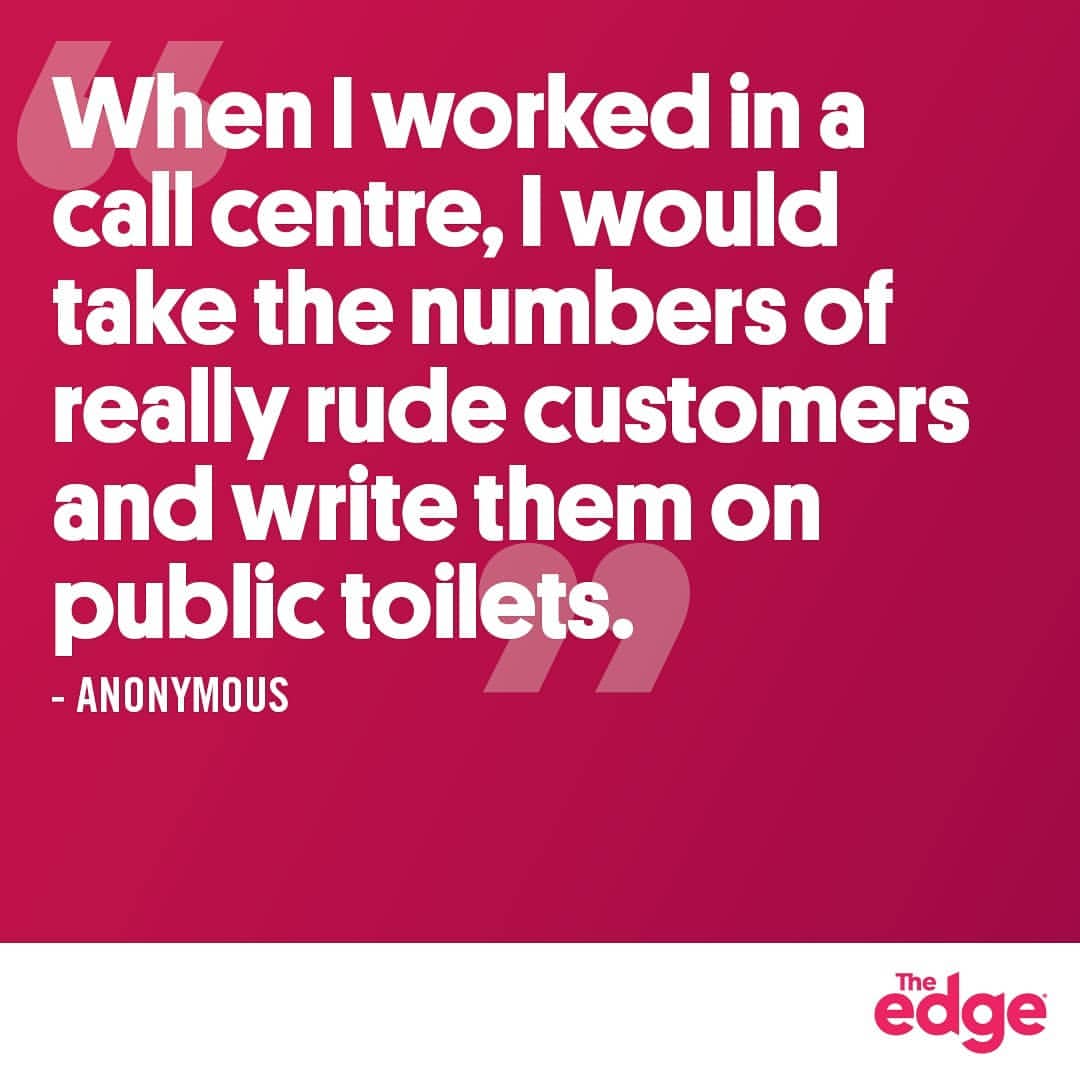 “
When I worked in a
call centre, I would
take the numbers of
really rude customers
and write them on
public toilets.
”
- ANONYMOUS
The
edge